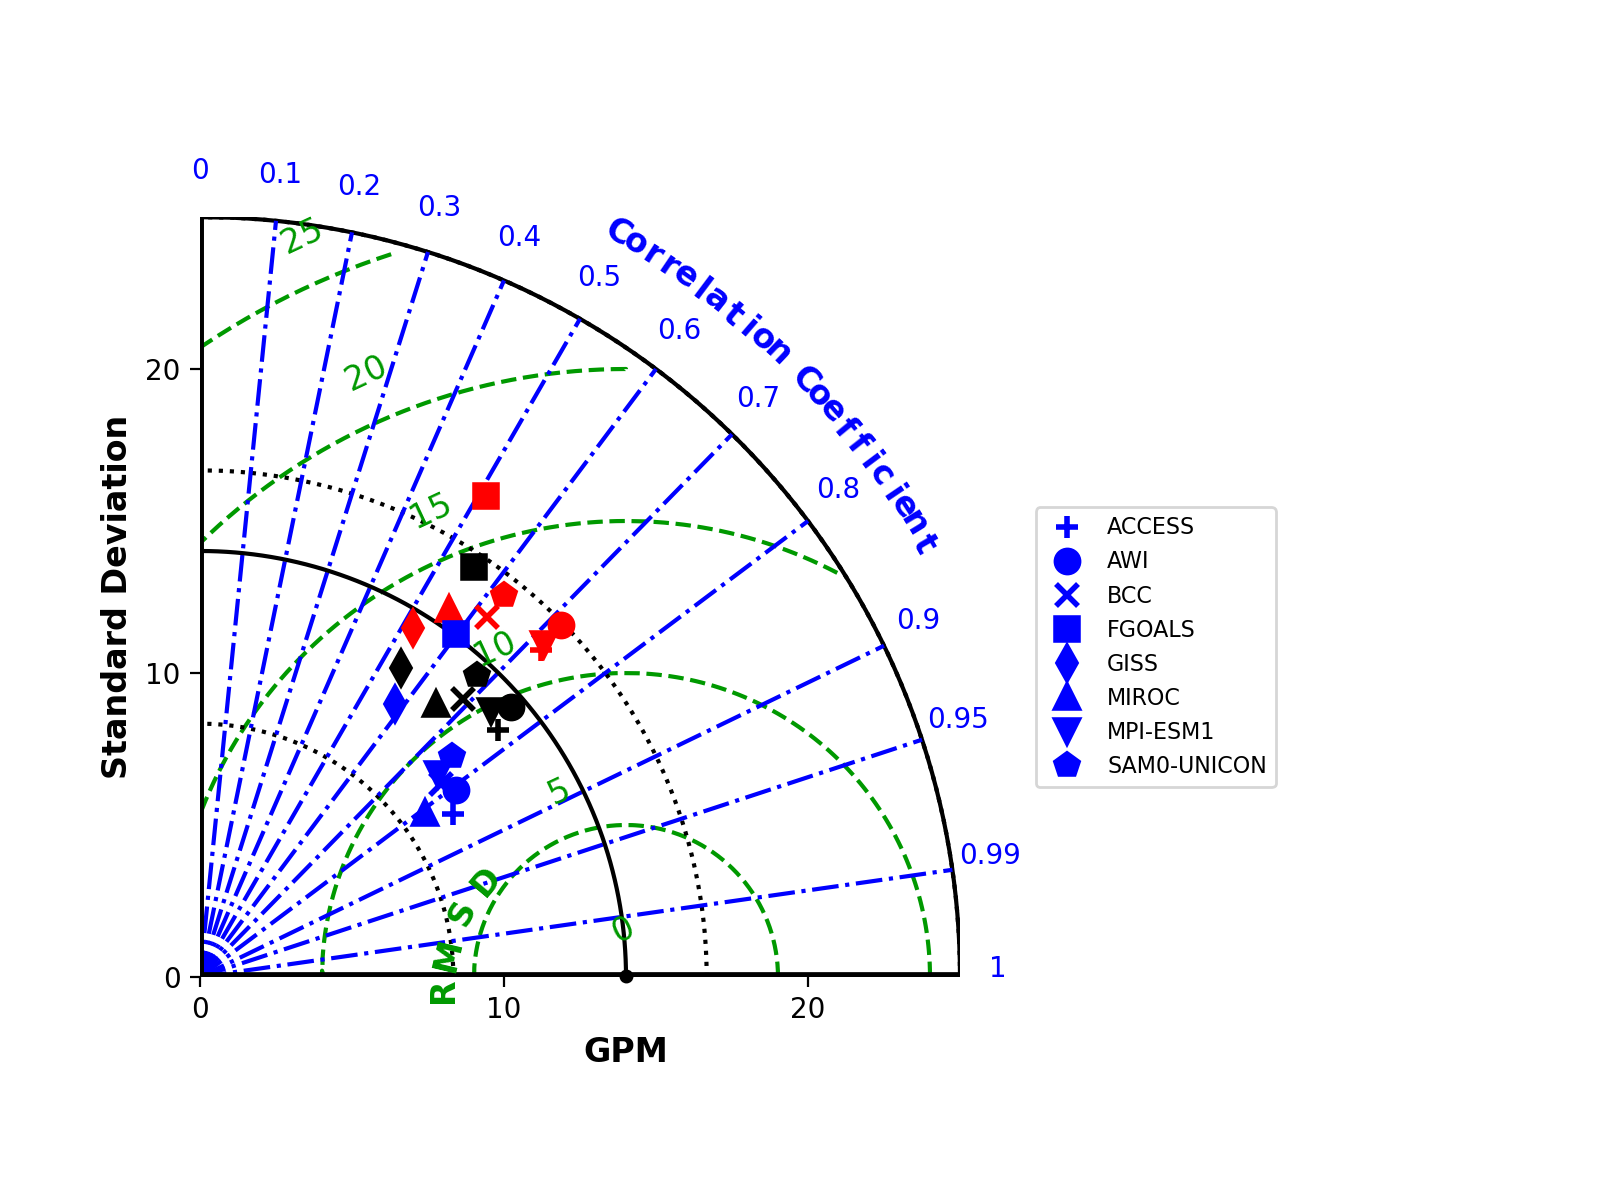 0
0.1
0.2
0.3
0.4
0.5
0.6
0.7
0.8
0.9
0.95
0.99
1
Correlation Coefficient
25
20
15
10
5
0
RMSD
Standard Deviation
20
10
0
0
10
20
GPM
ACCESS
AWI
BCC
FGOALS
GISS
MIROC
MPI-ESM1
SAM0-UNICON